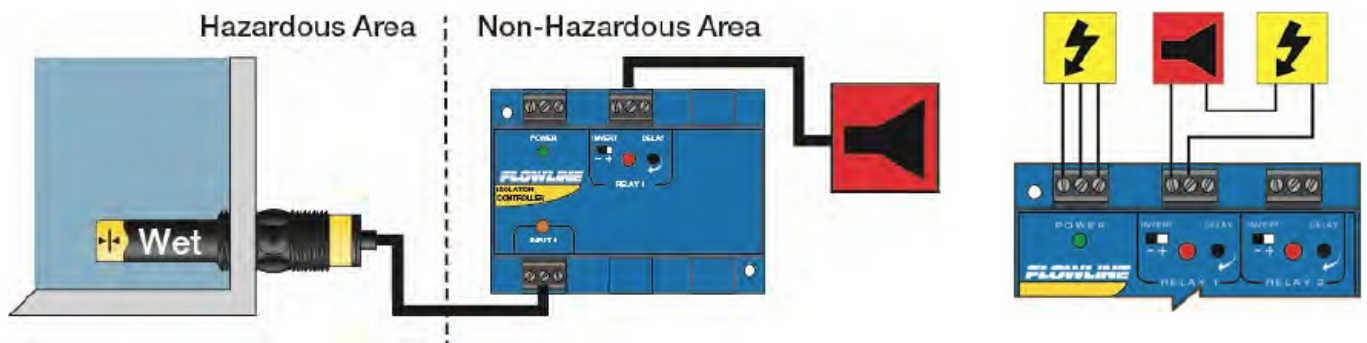 Hazardous Area
Non-Hazardous Area
Wet
POWER
INVERT
DELAY
- +
RELAY 1
FLOWLINE
ISOLATION
CONTROLLER
INPUT 1
POWER
INVERT
DELAY
INVERT
DELAY
- +
- +
FLOWLINE
RELAY 1
RELAY 2